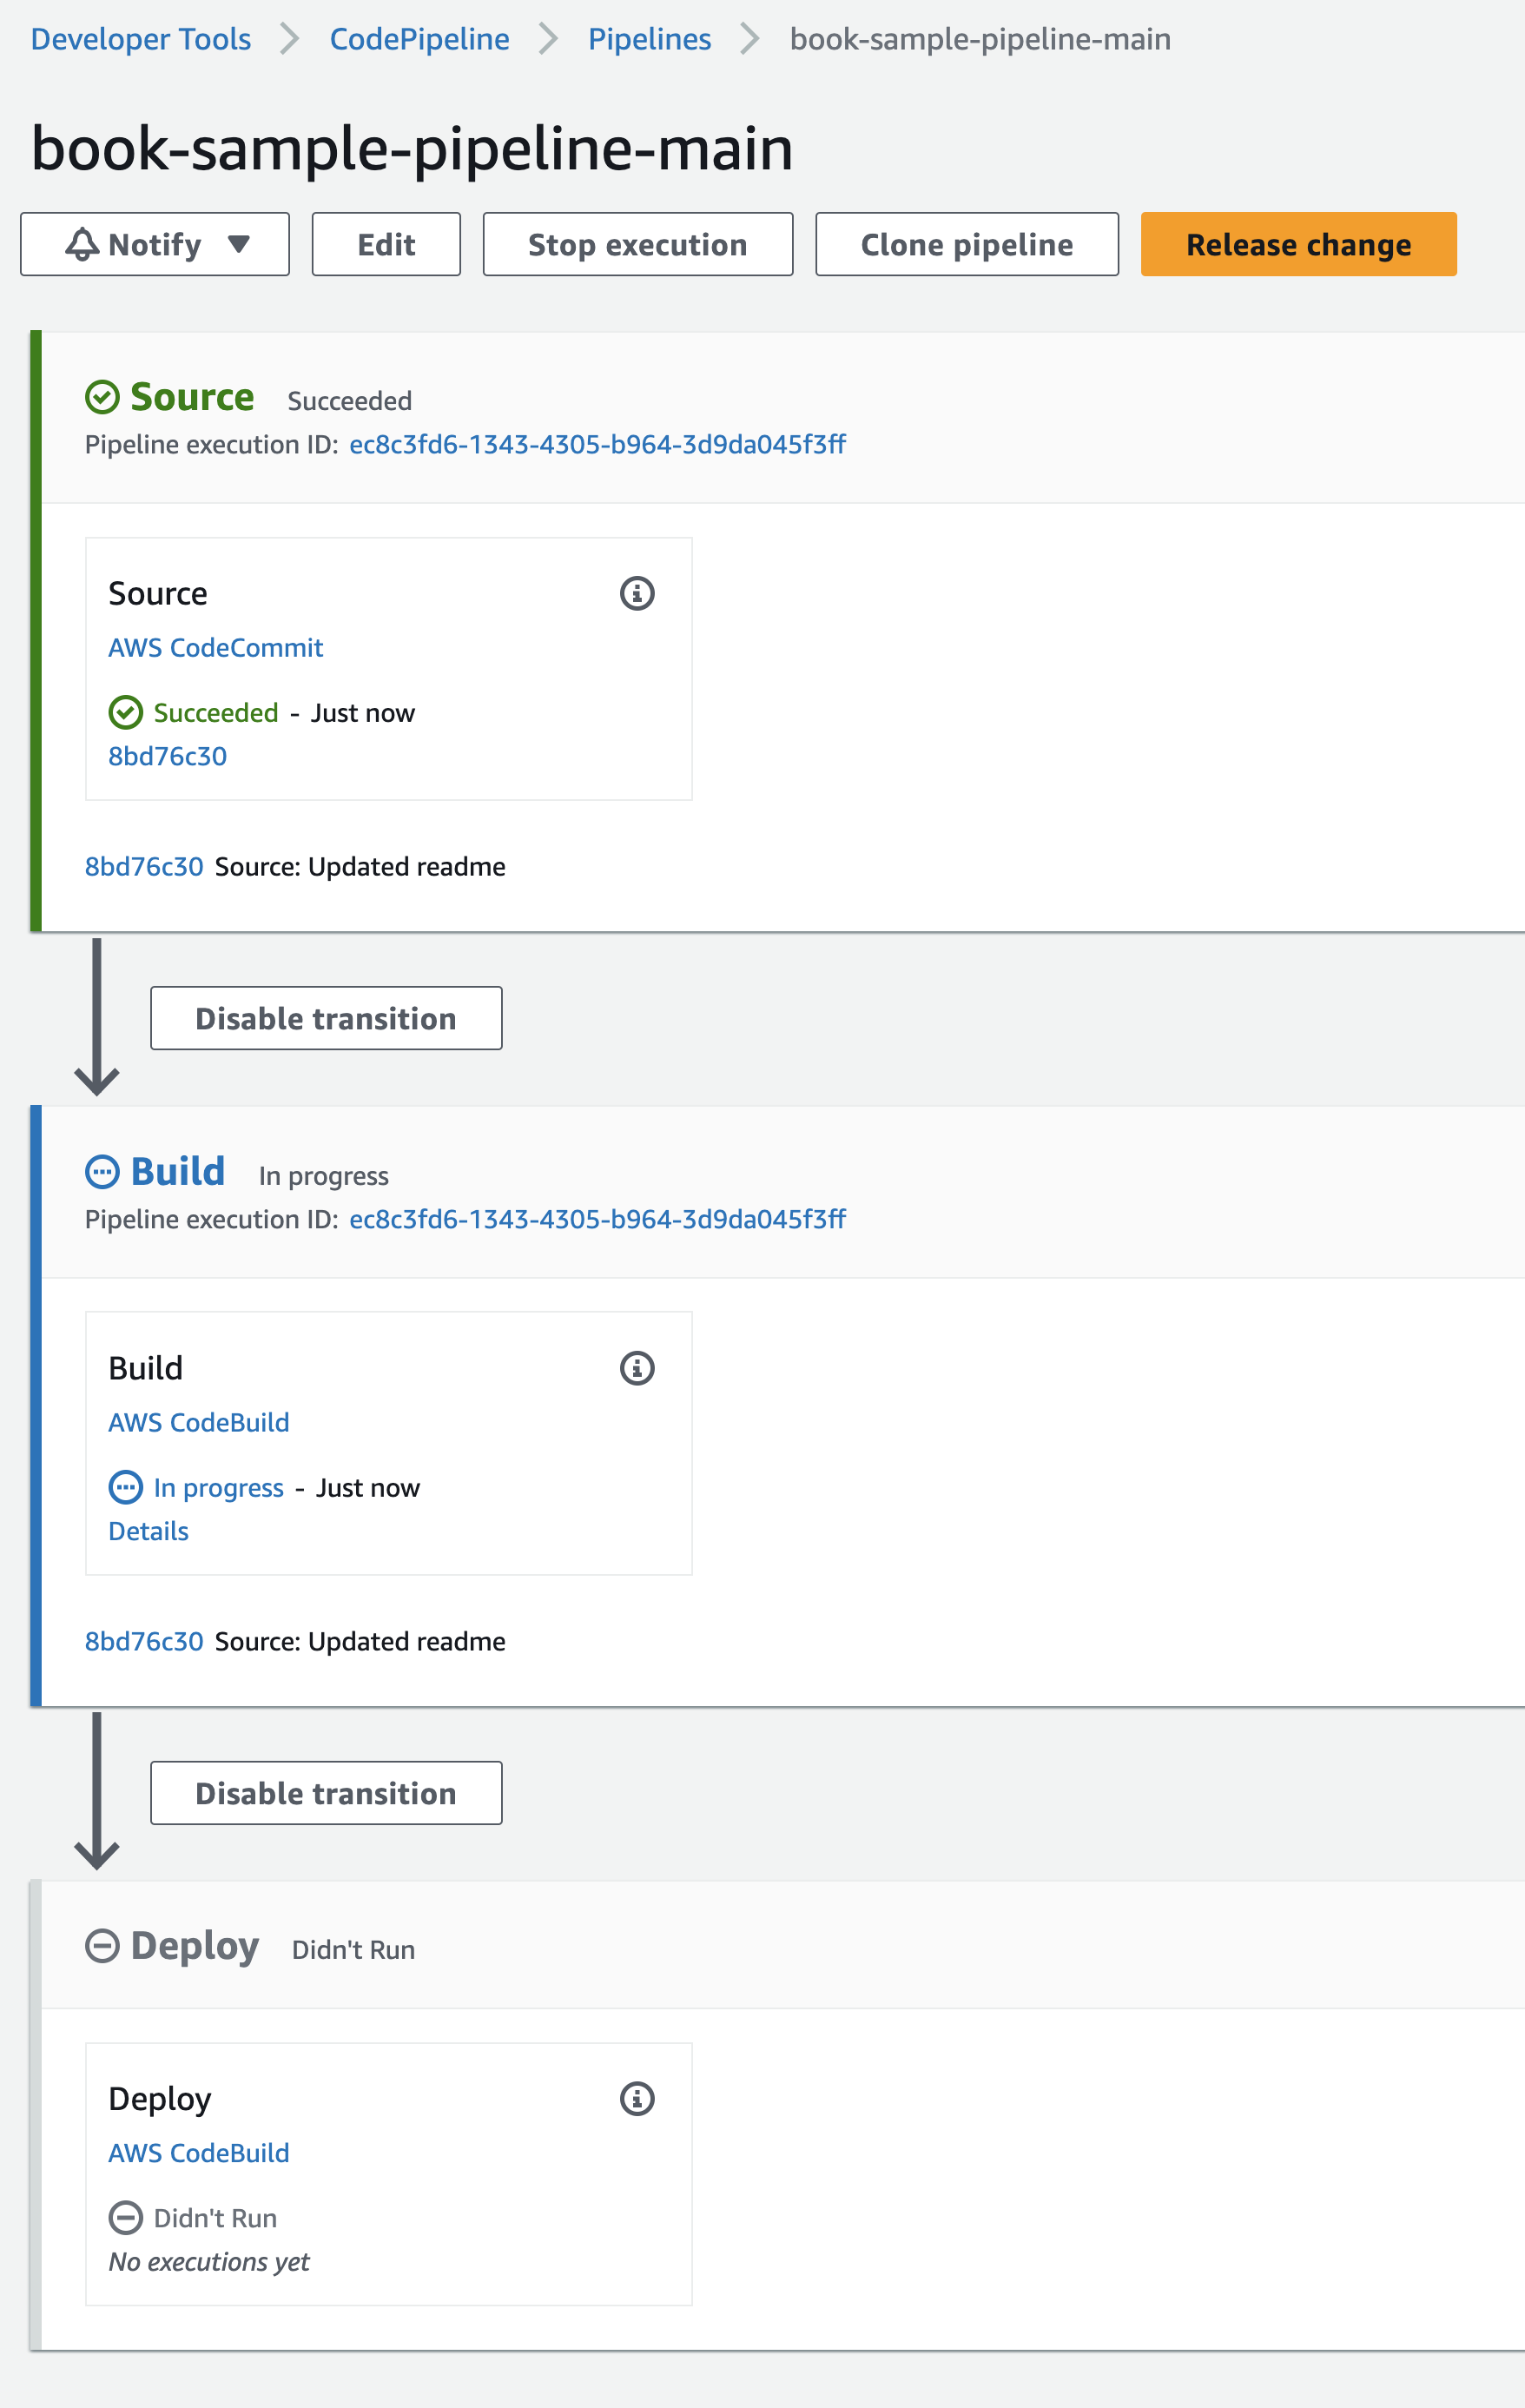 Developer Tools > CodePipeline > Pipelines > book-sample-pipeline-main
book-sample-pipeline-main
Notify Edit Stop execution Clone pipeline Release change
Source Succeeded
Pipeline execution ID: ec8c3fd6-1343-4305-b964-3d9da045f3ff
Source
AWS CodeCommit
Succeeded - Just now
8bd76c30
8bd76c30 Source: Updated readme
Disable transition
Build In progress
Pipeline execution ID: ec8c3fd6-1343-4305-b964-3d9da045f3ff
Build
AWS CodeBuild
In progress - Just now
Details
8bd76c30 Source: Updated readme
Disable transition
Deploy Didn't Run
Deploy
AWS CodeBuild
Didn't Run
No executions yet